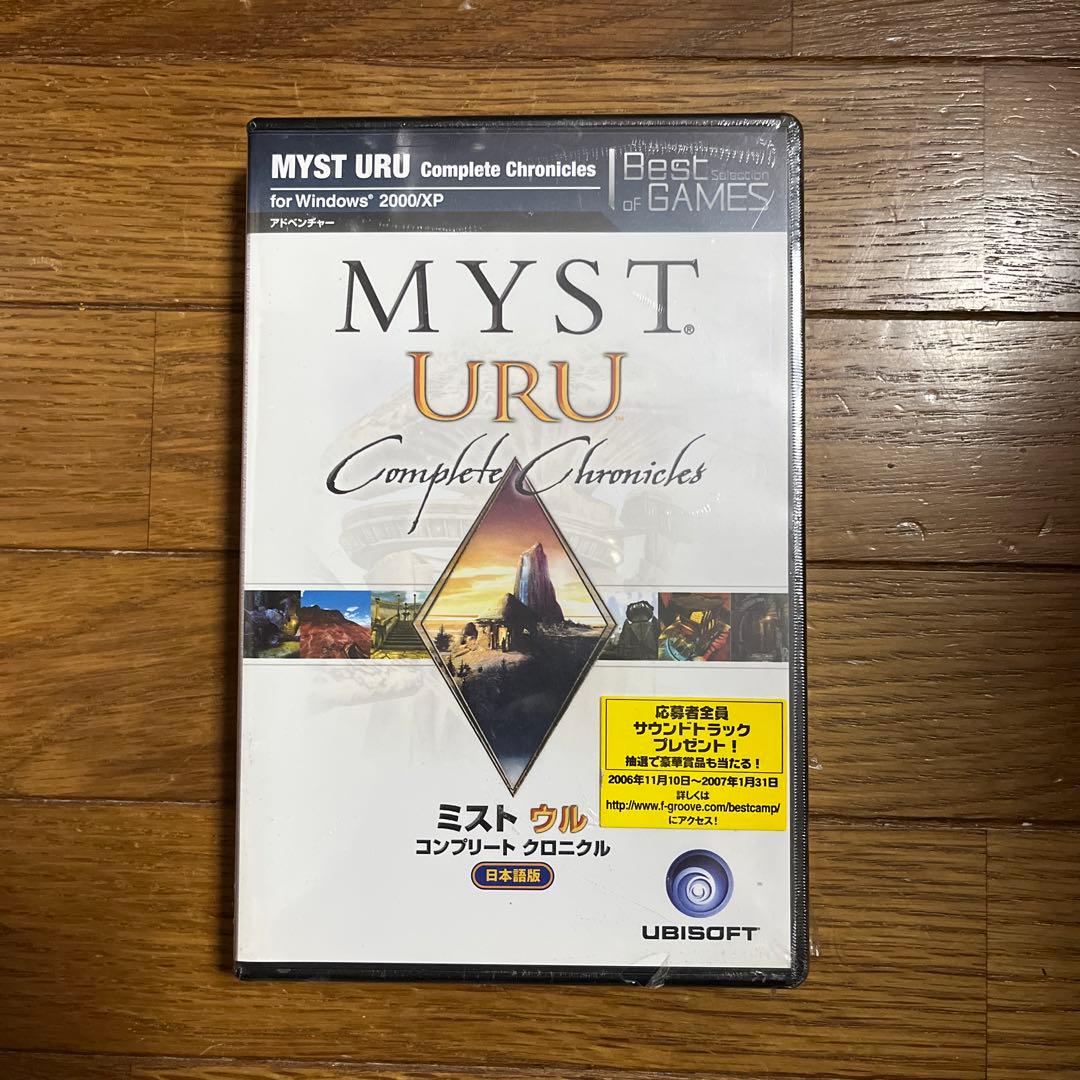 MYST URU Complete Chronicles
for Windows® 2000/XP
アドベンチャー
Best Selection
OF GAMES
MYST®
URU™
Complete Chronicles
応募者全員
サウンドトラック
プレゼント！
抽選で豪華賞品も当たる！
2006年11月10日～2007年1月31日
詳しくは
http://www.f-groove.com/bestcamp/
にアクセス！
ミスト ウル
コンプリート クロニクル
日本語版
UBISOFT